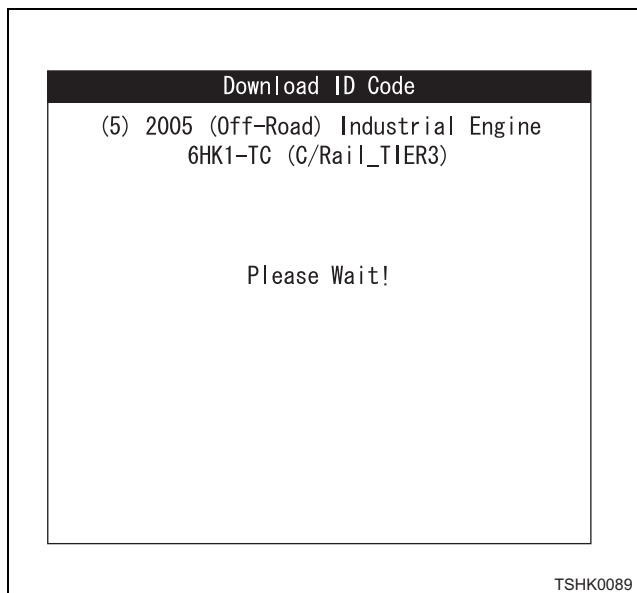 Download ID Code
(5) 2005 (Off-Road) Industrial Engine
6HK1-TC (C/Rail_TIER3)
Please Wait!
TSHK0089